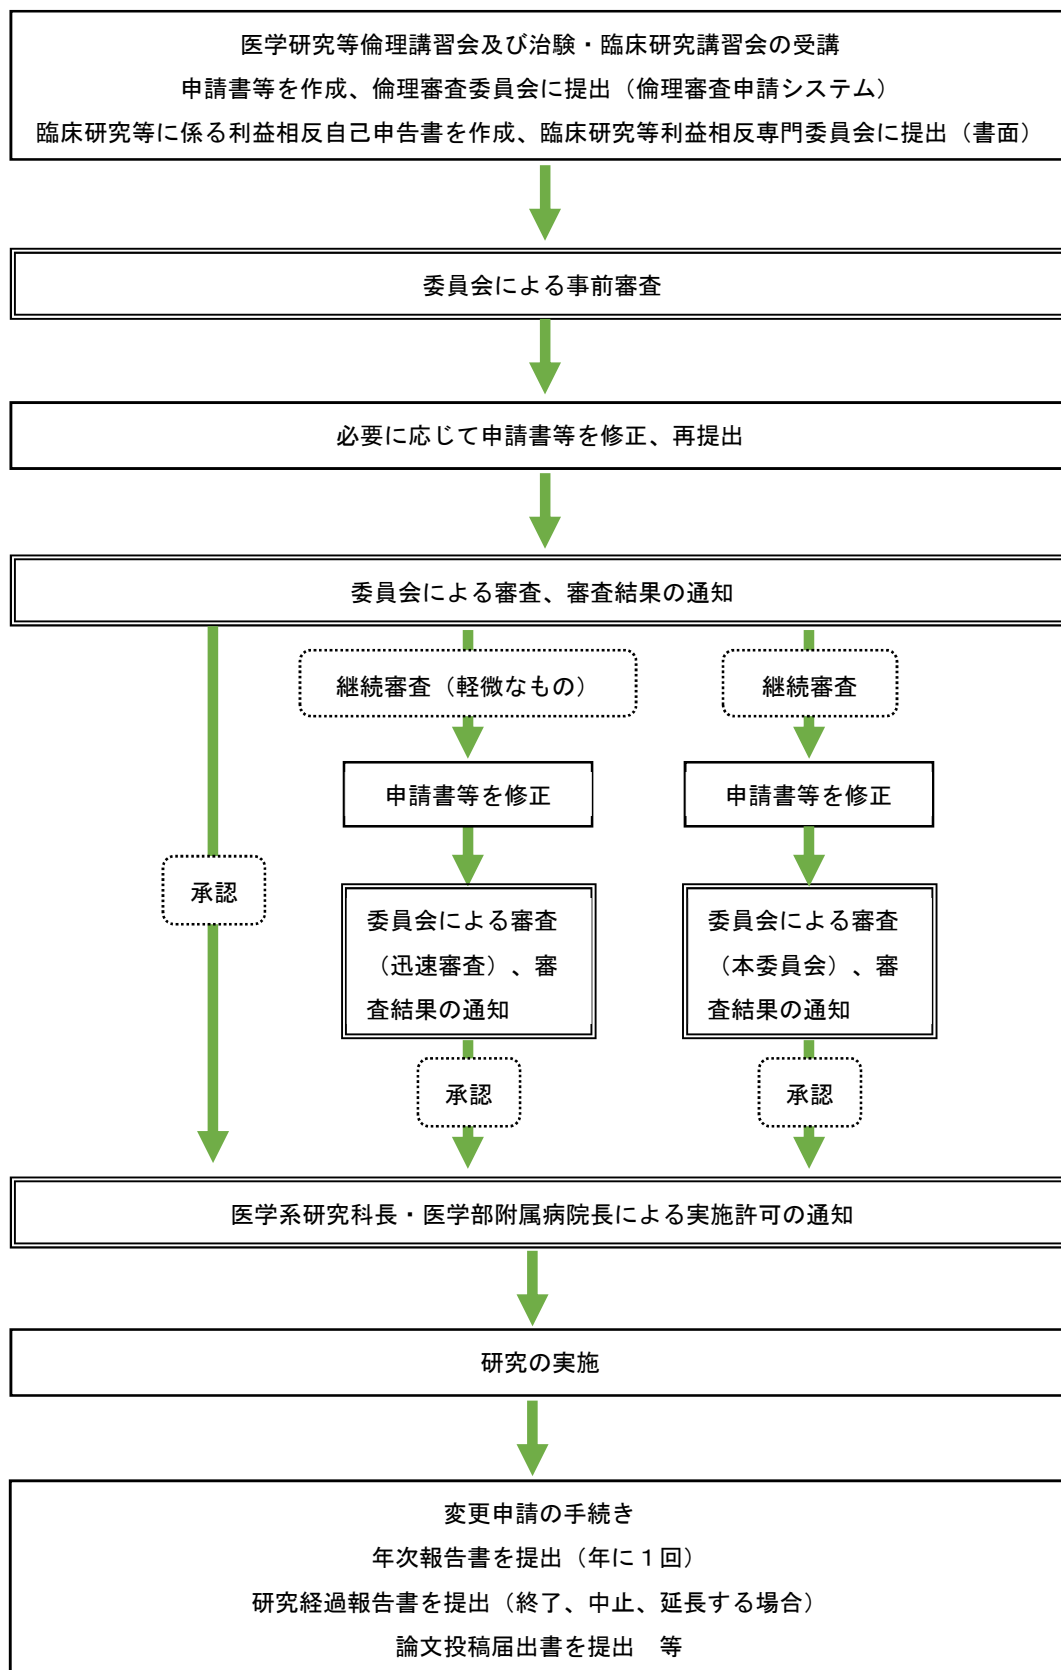 医学研究等倫理講習会及び治験・臨床研究講習会の受講
申請書等を作成、倫理審査委員会に提出（倫理審査申請システム）
臨床研究等に係る利益相反自己申告書を作成、臨床研究等利益相反専門委員会に提出（書面）
委員会による事前審査
必要に応じて申請書等を修正、再提出
委員会による審査、審査結果の通知
継続審査（軽微なもの）
継続審査
申請書等を修正
申請書等を修正
承認
委員会による審査
（迅速審査）、審
査結果の通知
委員会による審査
（本委員会）、審
査結果の通知
承認
承認
医学系研究科長・医学部附属病院長による実施許可の通知
研究の実施
変更申請の手続き
年次報告書を提出（年に１回）
研究経過報告書を提出（終了、中止、延長する場合）
論文投稿届出書を提出　等